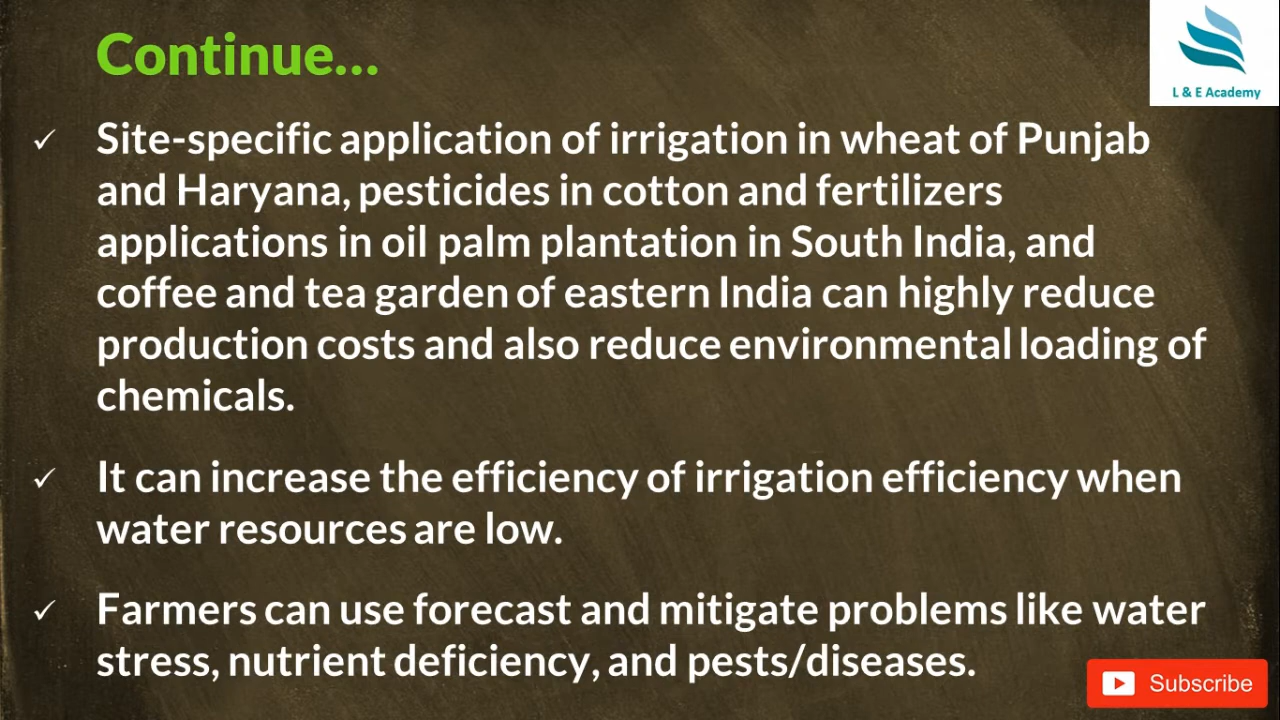 Continue...
L & E Academy
✓ Site-specific application of irrigation in wheat of Punjab
and Haryana, pesticides in cotton and fertilizers
applications in oil palm plantation in South India, and
coffee and tea garden of eastern India can highly reduce
production costs and also reduce environmental loading of
chemicals.
✓ It can increase the efficiency of irrigation efficiency when
water resources are low.
✓ Farmers can use forecast and mitigate problems like water
stress, nutrient deficiency, and pests/diseases.
Subscribe